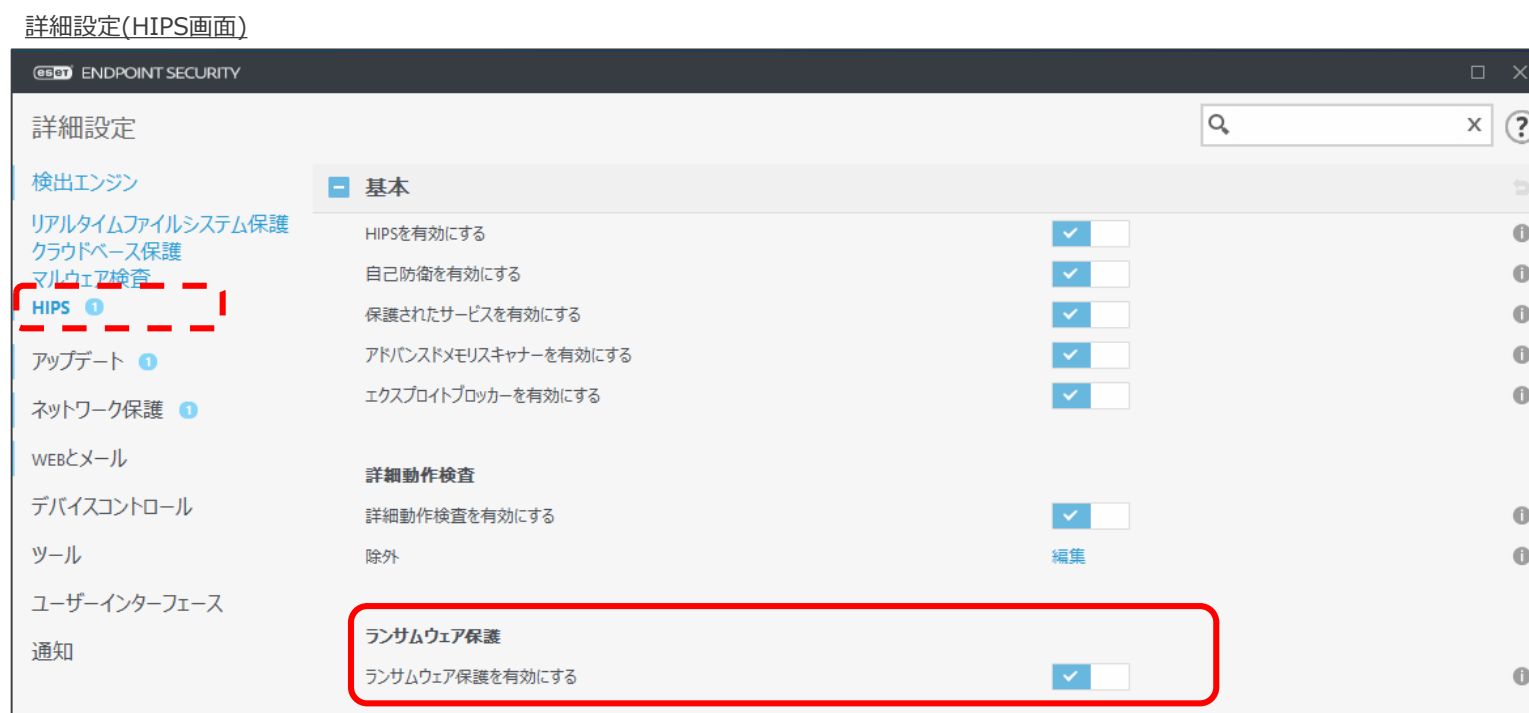 詳細設定(HIPS画面)
eset ENDPOINT SECURITY
詳細設定
x
?
検出エンジン
リアルタイムファイルシステム保護
クラウドベース保護
マルウェア検査
HIPS 1
アップデート 1
ネットワーク保護 1
WEBとメール
デバイスコントロール
ツール
ユーザーインターフェース
通知
基本
HIPSを有効にする
自己防衛を有効にする
保護されたサービスを有効にする
アドバンスドメモリスキャナーを有効にする
エクスプロイトブロッカーを有効にする
詳細動作検査
詳細動作検査を有効にする
除外 編集
ランサムウェア保護
ランサムウェア保護を有効にする